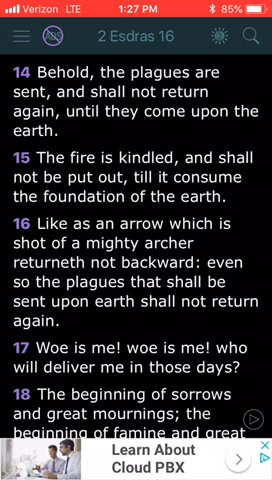 Verizon LTE 1:27 PM 85%
ADS 2 Esdras 16
14 Behold, the plagues are
sent, and shall not return
again, until they come upon the
earth.
15 The fire is kindled, and shall
not be put out, till it consume
the foundation of the earth.
16 Like as an arrow which is
shot of a mighty archer
returneth not backward: even
so the plagues that shall be
sent upon earth shall not return
again.
17 Woe is me! woe is me! who
will deliver me in those days?
18 The beginning of sorrows
and great mournings; the
beginning of famine and great
Learn About
Cloud PBX